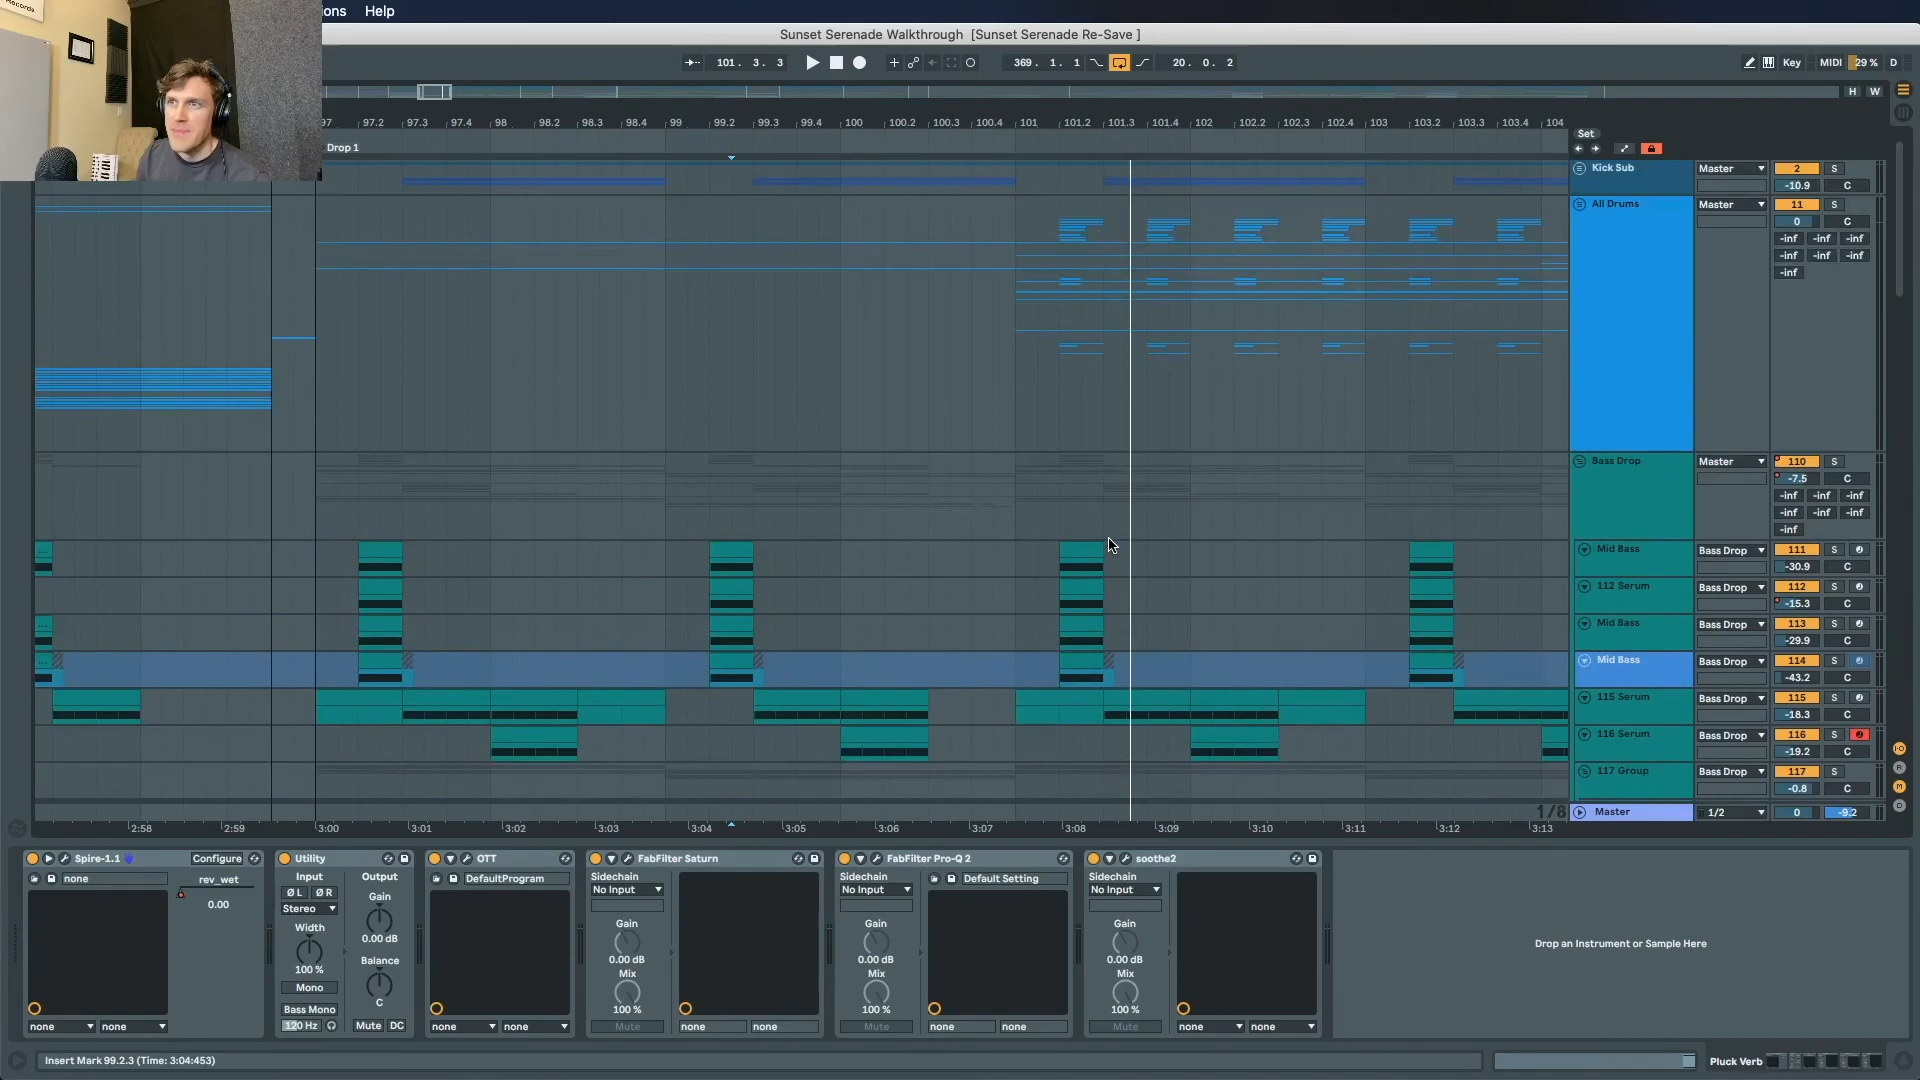 Records
ions Help
Sunset Serenade Walkthrough [Sunset Serenade Re-Save ]
101. 3. 3
369. 1. 1
20. 0. 2
Key MIDI 29 % D
H W
97 97.2 97.3 97.4 98 98.2 98.3 98.4 99 99.2 99.3 99.4 100 100.2 100.3 100.4 101 101.2 101.3 101.4 102 102.2 102.3 102.4 103 103.2 103.3 103.4 104
Set
Drop 1
Kick Sub Master 2 S
-10.9 C
All Drums Master 11 S
0 C
-inf -inf -inf
-inf -inf -inf
-inf
Bass Drop Master 110 S
-7.5 C
-inf -inf -inf
-inf -inf -inf
-inf
Mid Bass Bass Drop 111 S
-30.9 C
112 Serum Bass Drop 112 S
-15.3 C
Mid Bass Bass Drop 113 S
-29.9 C
Mid Bass Bass Drop 114 S
-43.2 C
115 Serum Bass Drop 115 S
-18.3 C
116 Serum Bass Drop 116 S
-19.2 C
117 Group Bass Drop 117 S
-0.8 C
1/8
Master 1/2 0 -9.2
I-O
R
M
D
2:58 2:59 3:00 3:01 3:02 3:03 3:04 3:05 3:06 3:07 3:08 3:09 3:10 3:11 3:12 3:13
Spire-1.1 Configure
none
rev_wet
0.00
none none
Utility
Input Output
Ø L Ø R Gain
Stereo
Width 0.00 dB
Balance
100 %
Mono C
Bass Mono
120 Hz Mute DC
OTT
DefaultProgram
none none
FabFilter Saturn
Sidechain
No Input
Gain
0.00 dB
Mix
100 %
Mute none none
FabFilter Pro-Q 2
Sidechain
Default Setting
No Input
Gain
0.00 dB
Mix
100 %
Mute none none
soothe2
Sidechain
No Input
Gain
0.00 dB
Mix
100 %
Mute none none
Drop an Instrument or Sample Here
Insert Mark 99.2.3 (Time: 3:04:453)
Pluck Verb